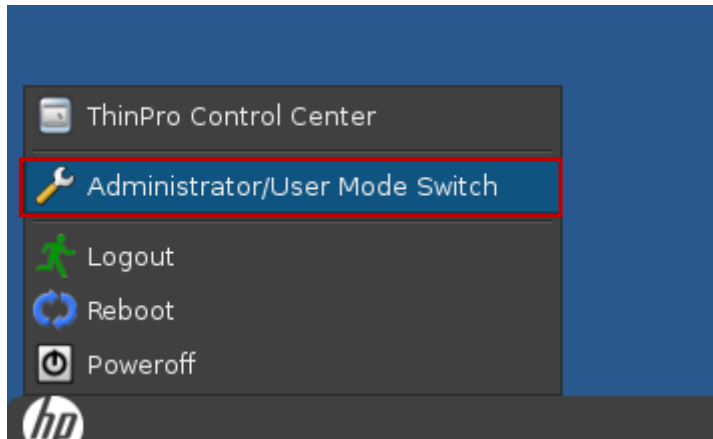 ThinPro Control Center
Administrator/User Mode Switch
Logout
Reboot
Poweroff
hp